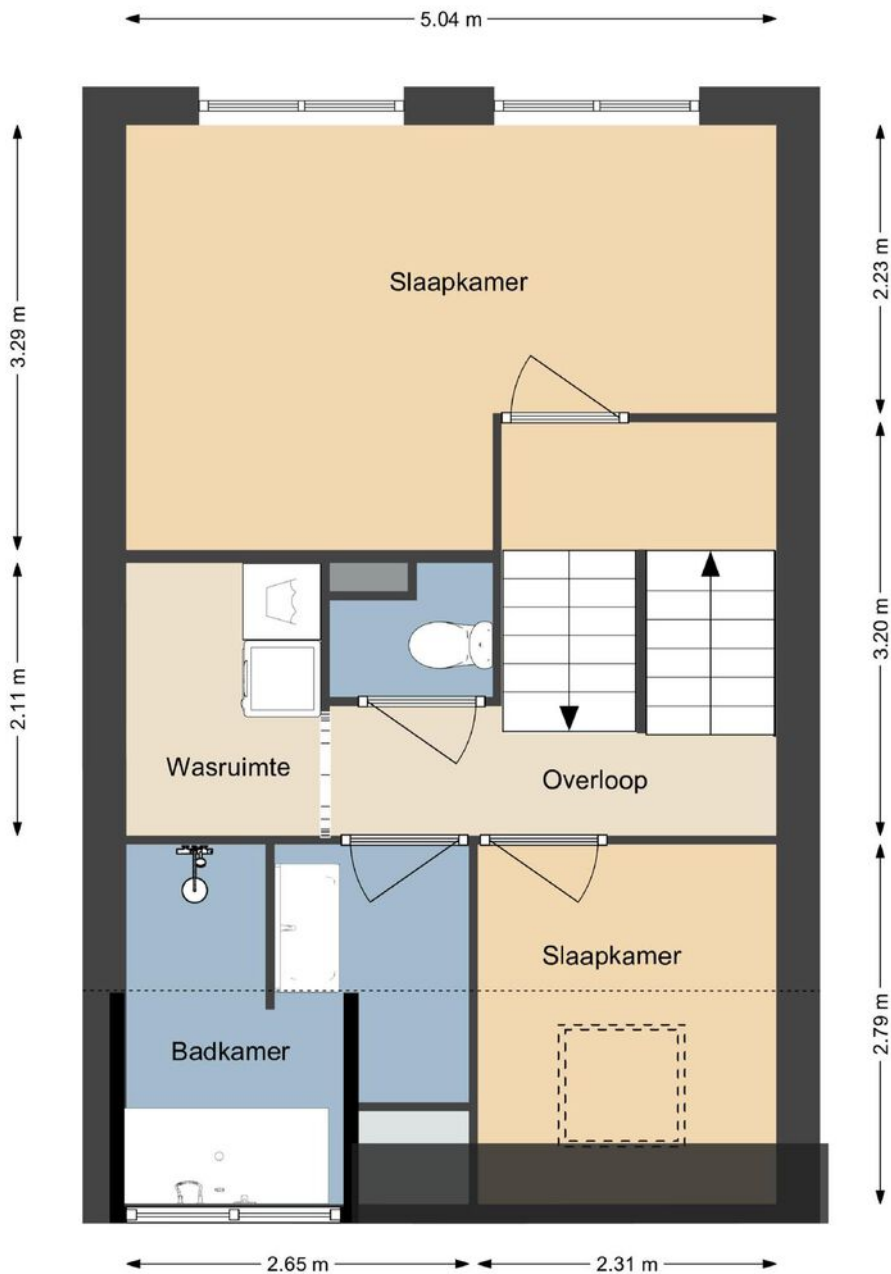 5.04 m
3.29 m
2.23 m
Slaapkamer
2.11 m
3.20 m
Wasruimte
Overloop
Slaapkamer
Badkamer
2.79 m
2.65 m
2.31 m